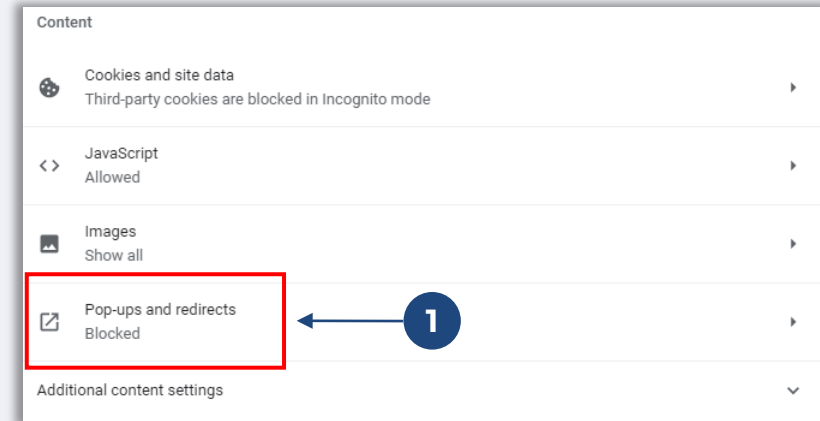 Content
Cookies and site data
Third-party cookies are blocked in Incognito mode
JavaScript
Allowed
Images
Show all
Pop-ups and redirects
Blocked
1
Additional content settings